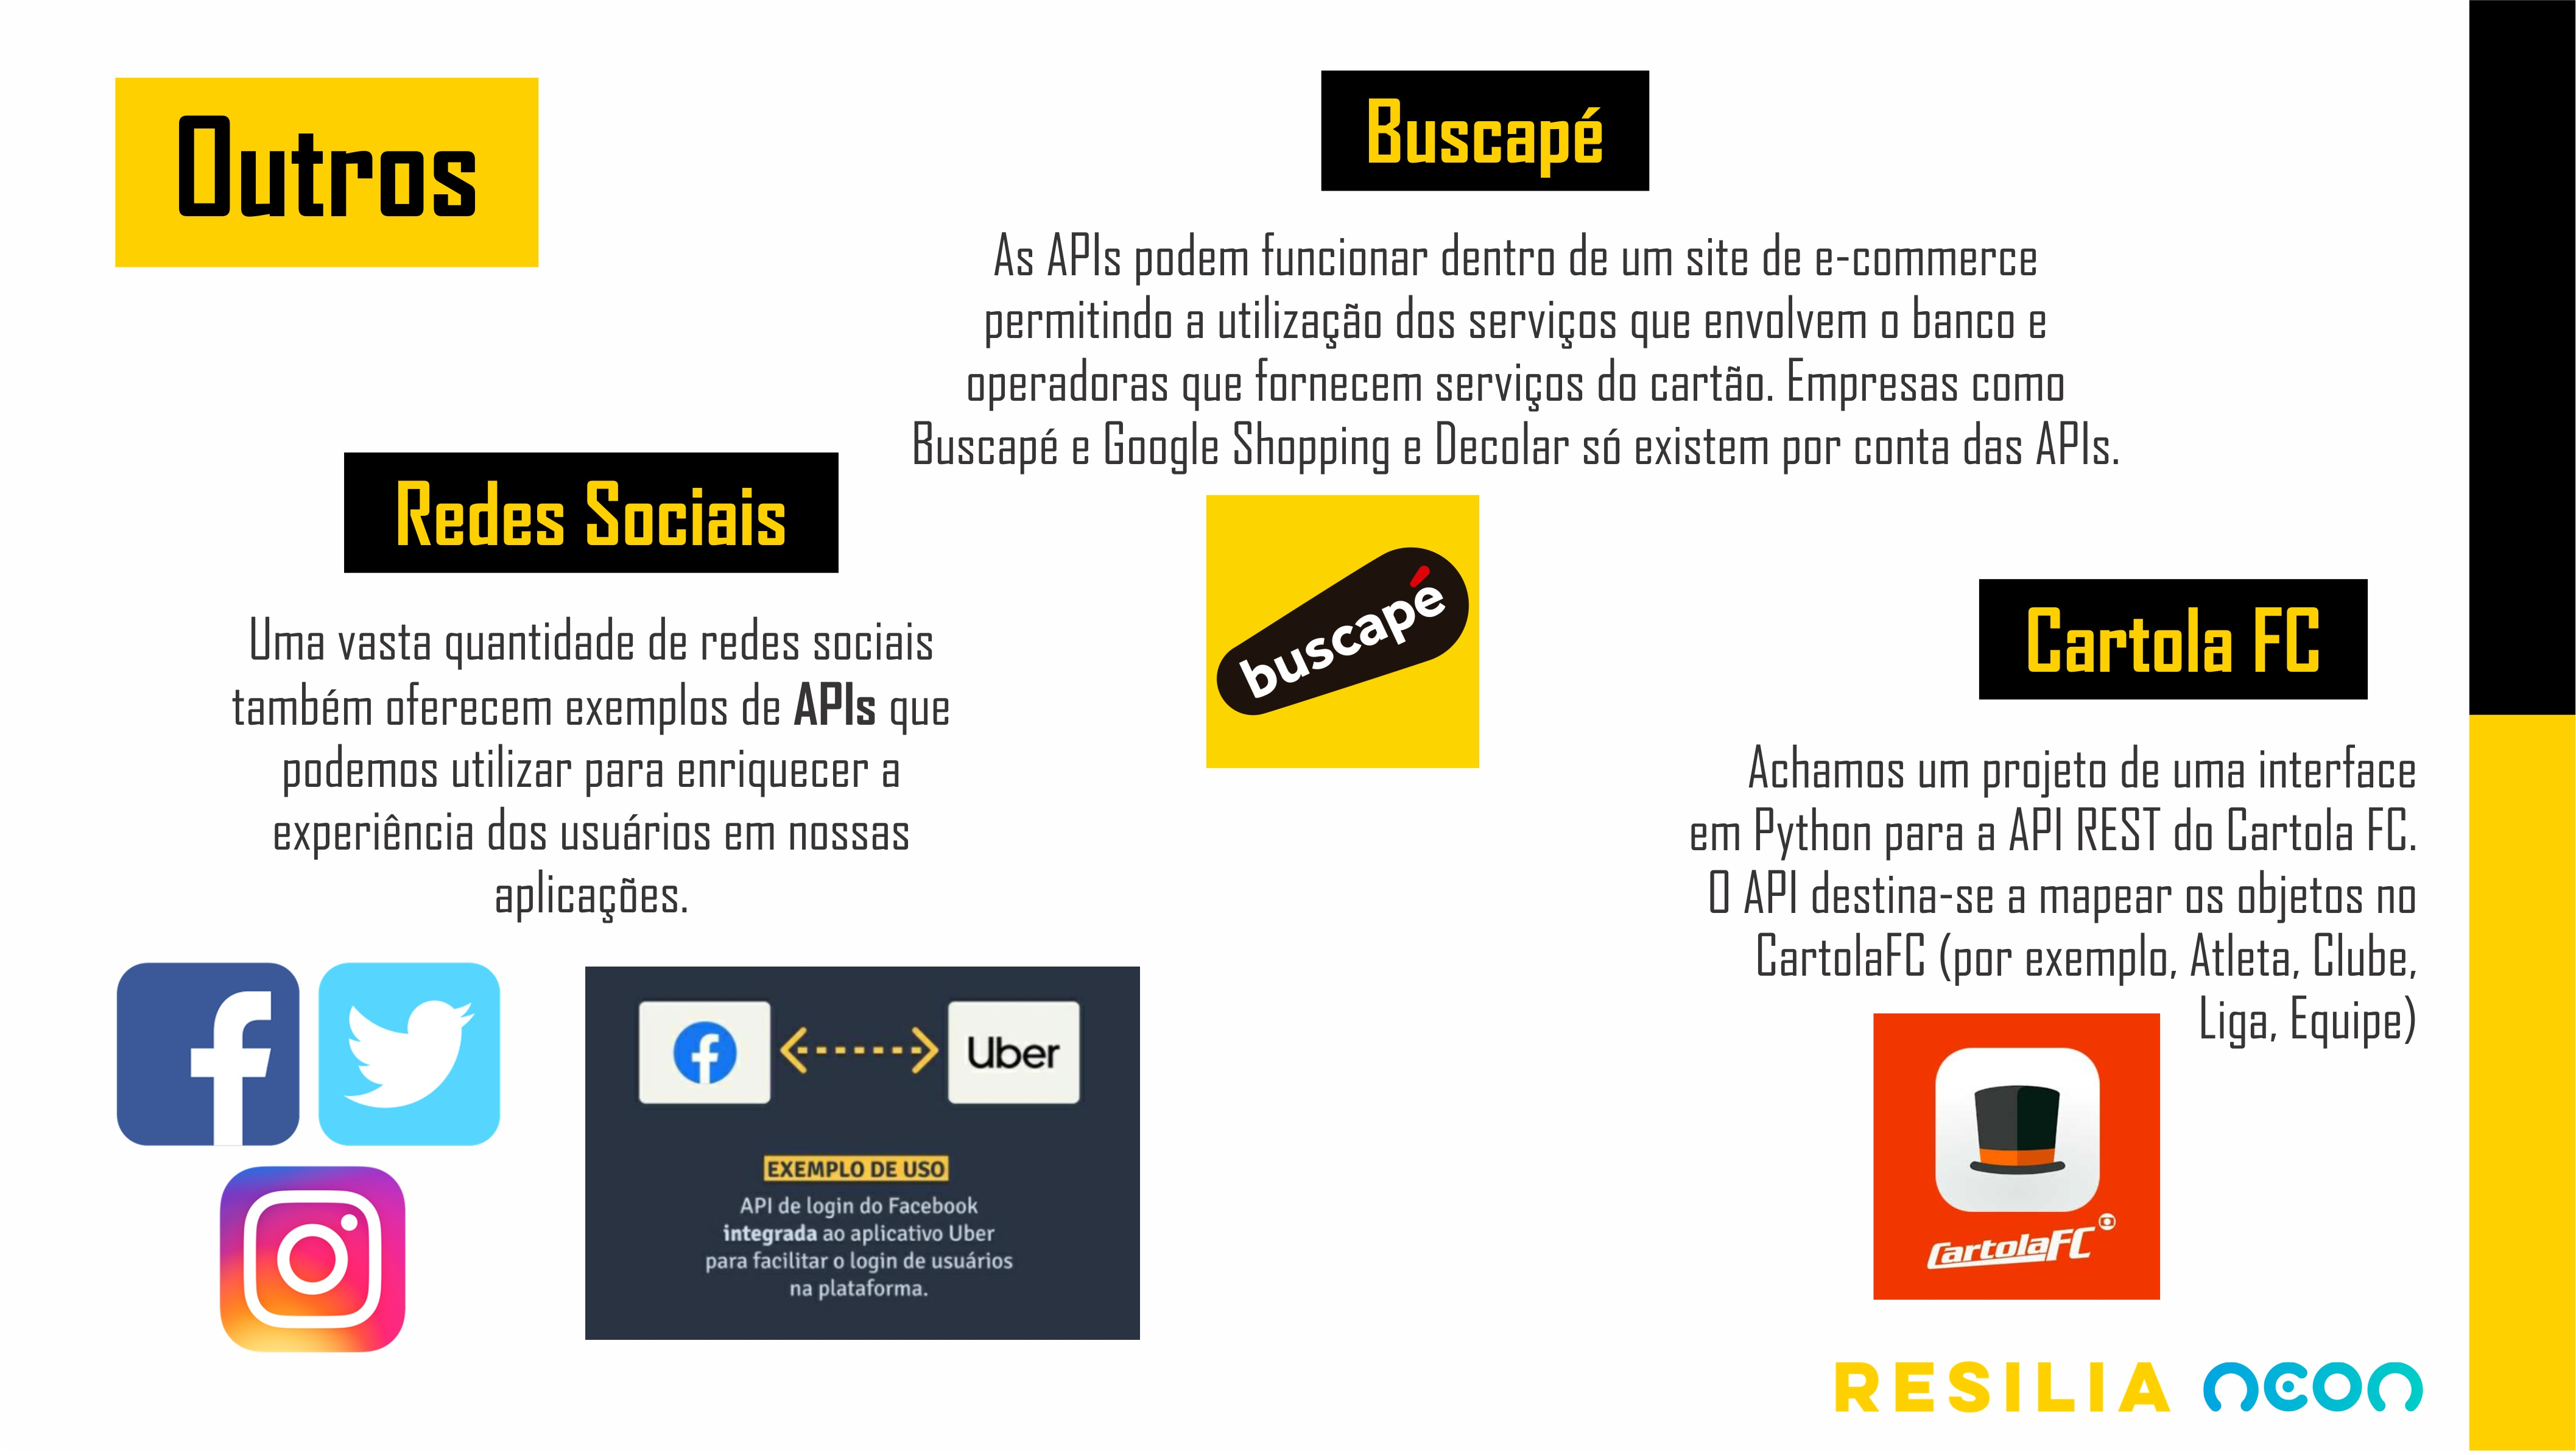 Outros
Buscapé
As APIs podem funcionar dentro de um site de e-commerce
permitindo a utilização dos serviços que envolvem o banco e
operadoras que fornecem serviços do cartão. Empresas como
Buscapé e Google Shopping e Decolar só existem por conta das APIs.
buscapé
Redes Sociais
Uma vasta quantidade de redes sociais
também oferecem exemplos de APIs que
podemos utilizar para enriquecer a
experiência dos usuários em nossas
aplicações.
Uber
EXEMPLO DE USO
API de login do Facebook
integrada ao aplicativo Uber
para facilitar o login de usuários
na plataforma.
Cartola FC
Achamos um projeto de uma interface
em Python para a API REST do Cartola FC.
O API destina-se a mapear os objetos no
CartolaFC (por exemplo, Atleta, Clube,
Liga, Equipe)
CartolaFC
RESILIA neon